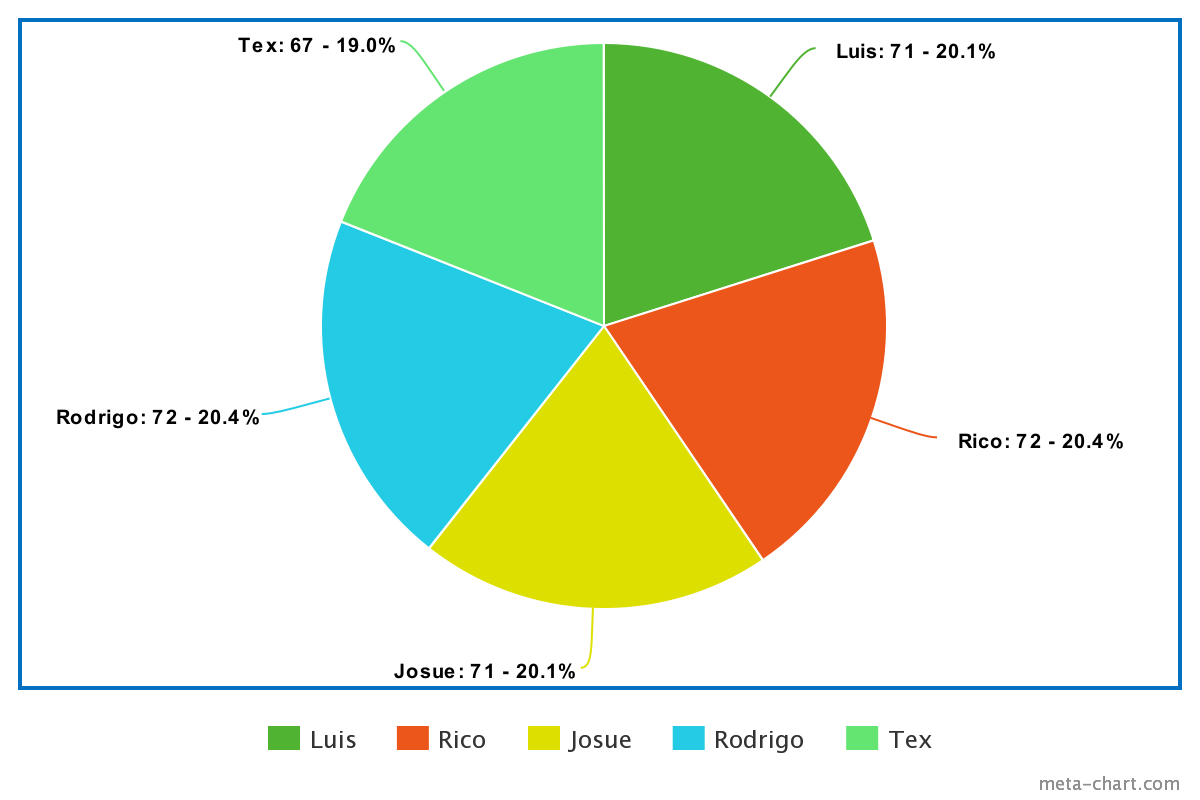 Tex: 67 - 19.0%
Luis: 71 - 20.1%
Rodrigo: 72 - 20.4%
Rico: 72 - 20.4%
Josue: 71 - 20.1%
Luis Rico Josue Rodrigo Tex
meta-chart.com